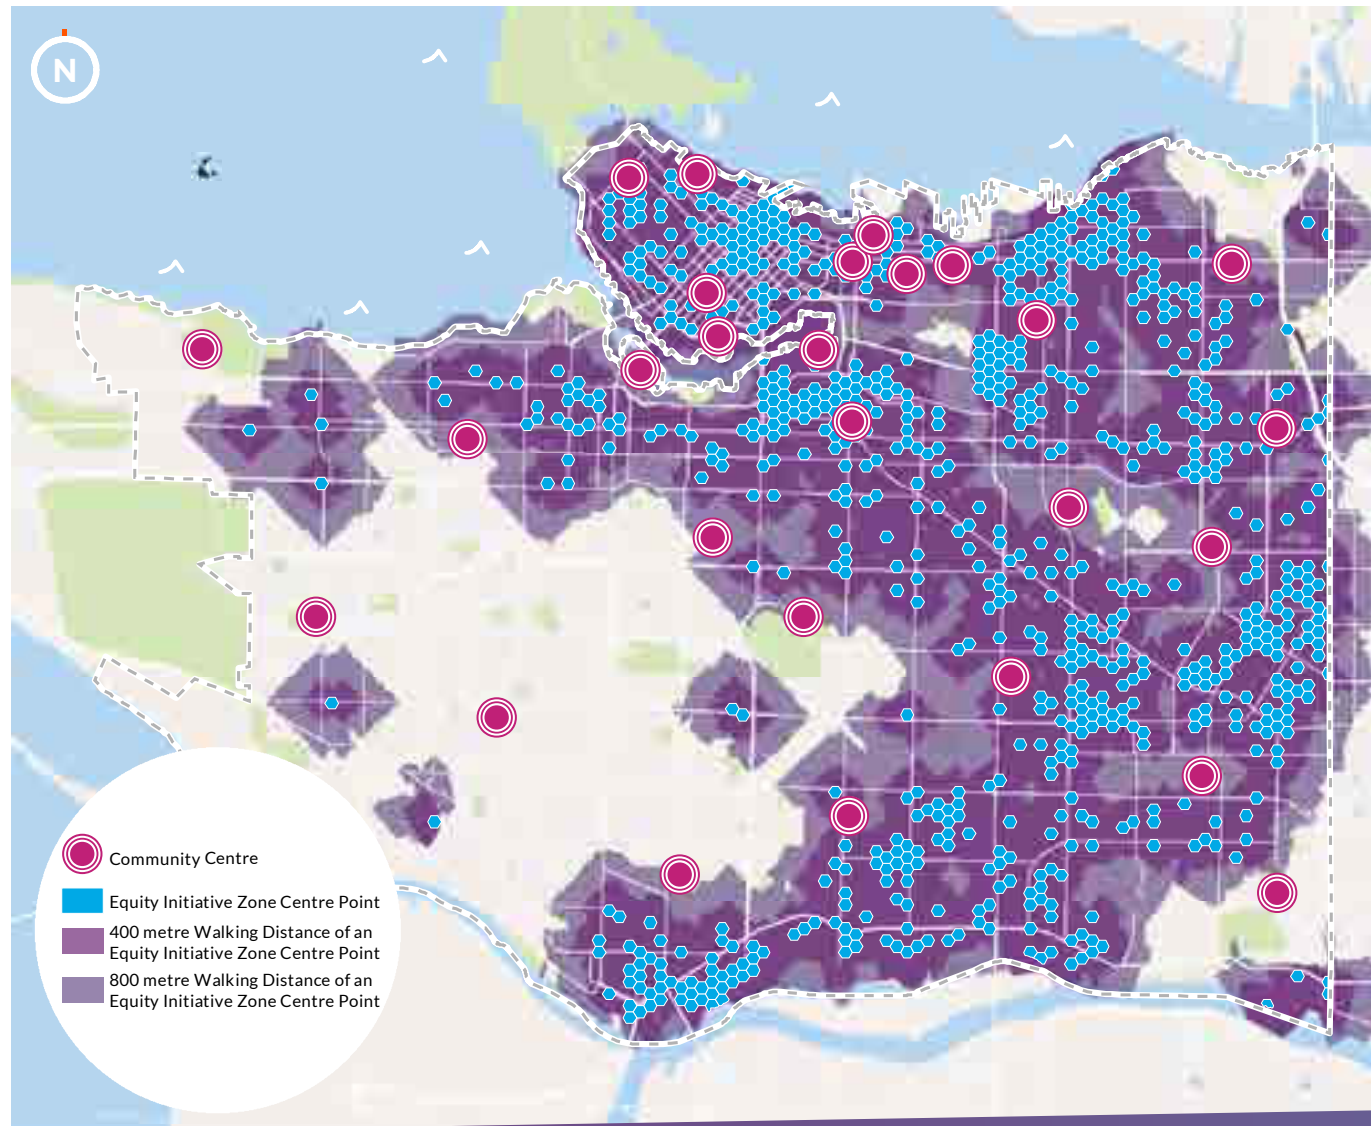 N
Community Centre
Equity Initiative Zone Centre Point
400 metre Walking Distance of an
Equity Initiative Zone Centre Point
800 metre Walking Distance of an
Equity Initiative Zone Centre Point